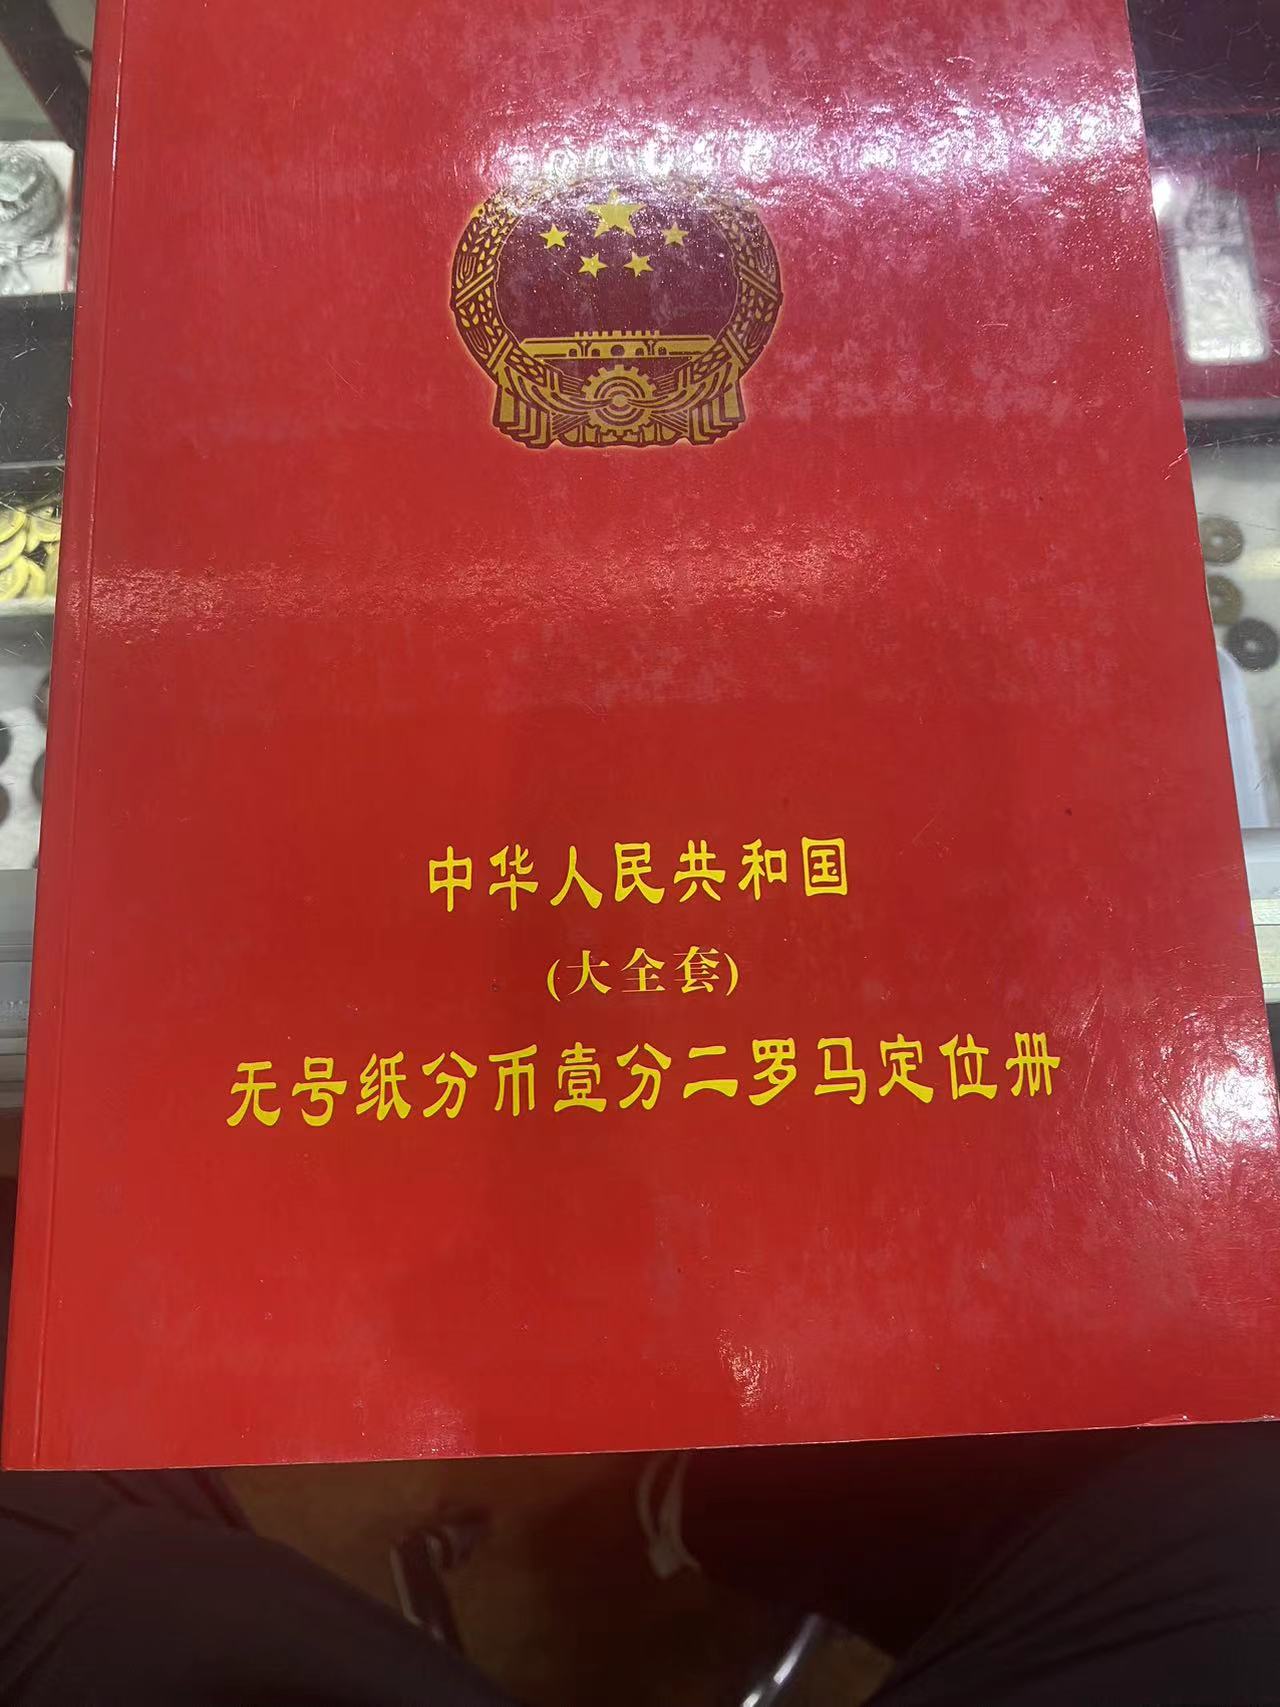 中华人民共和国
(大全套)
无号纸分币壹分二罗马定位册